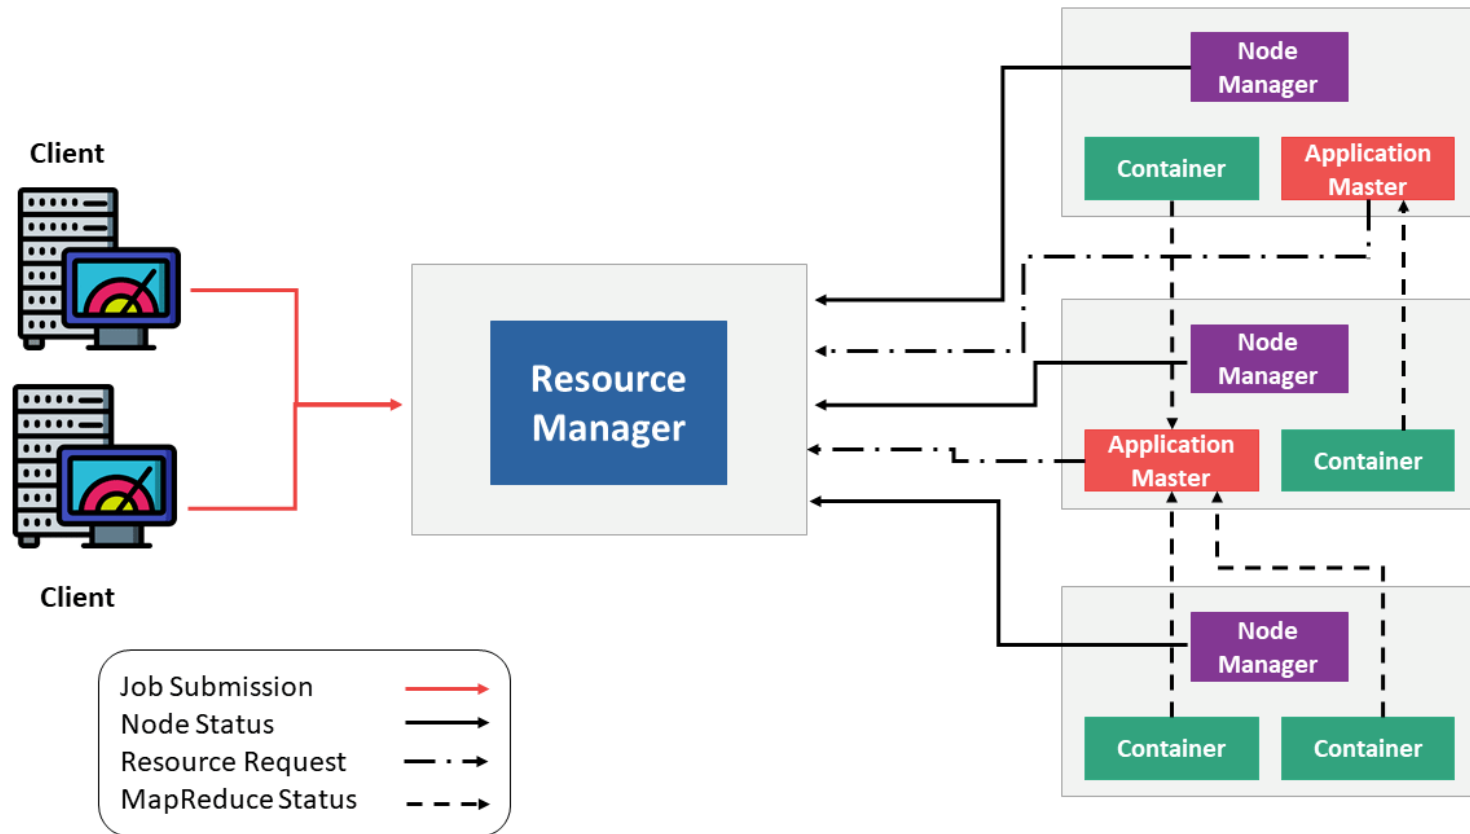 Client
Client
Resource
Manager
Node
Manager
Container
Application
Master
Node
Manager
Application
Master
Container
Node
Manager
Container
Container
Job Submission
Node Status
Resource Request
MapReduce Status